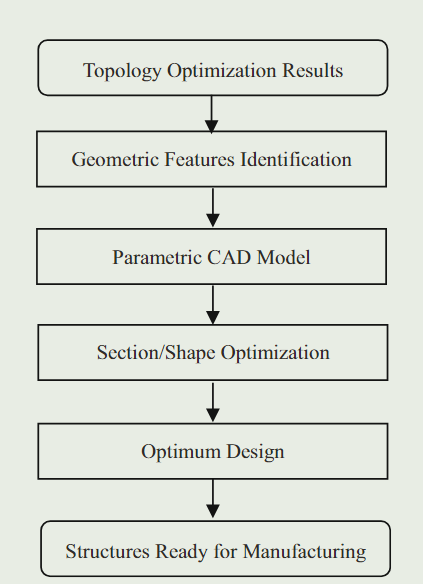 Topology Optimization Results
Geometric Features Identification
Parametric CAD Model
Section/Shape Optimization
Optimum Design
Structures Ready for Manufacturing